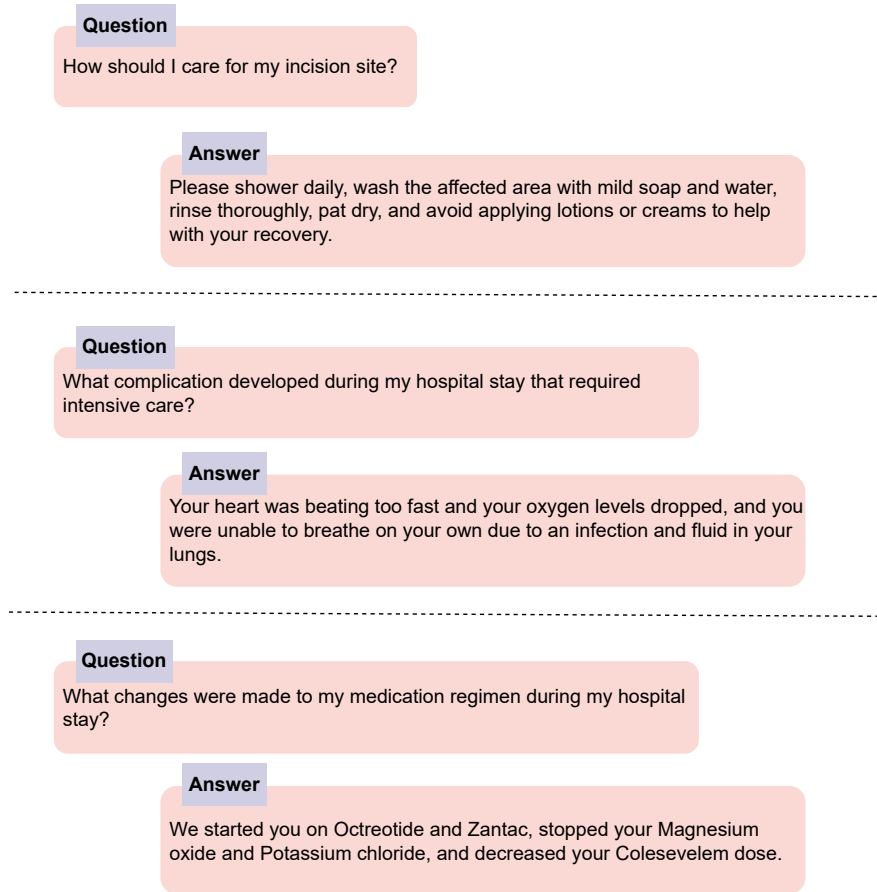 Question
How should I care for my incision site?
Answer
Please shower daily, wash the affected area with mild soap and water,
rinse thoroughly, pat dry, and avoid applying lotions or creams to help
with your recovery.
Question
What complication developed during my hospital stay that required
intensive care?
Answer
Your heart was beating too fast and your oxygen levels dropped, and you
were unable to breathe on your own due to an infection and fluid in your
lungs.
Question
What changes were made to my medication regimen during my hospital
stay?
Answer
We started you on Octreotide and Zantac, stopped your Magnesium
oxide and Potassium chloride, and decreased your Colesevelem dose.